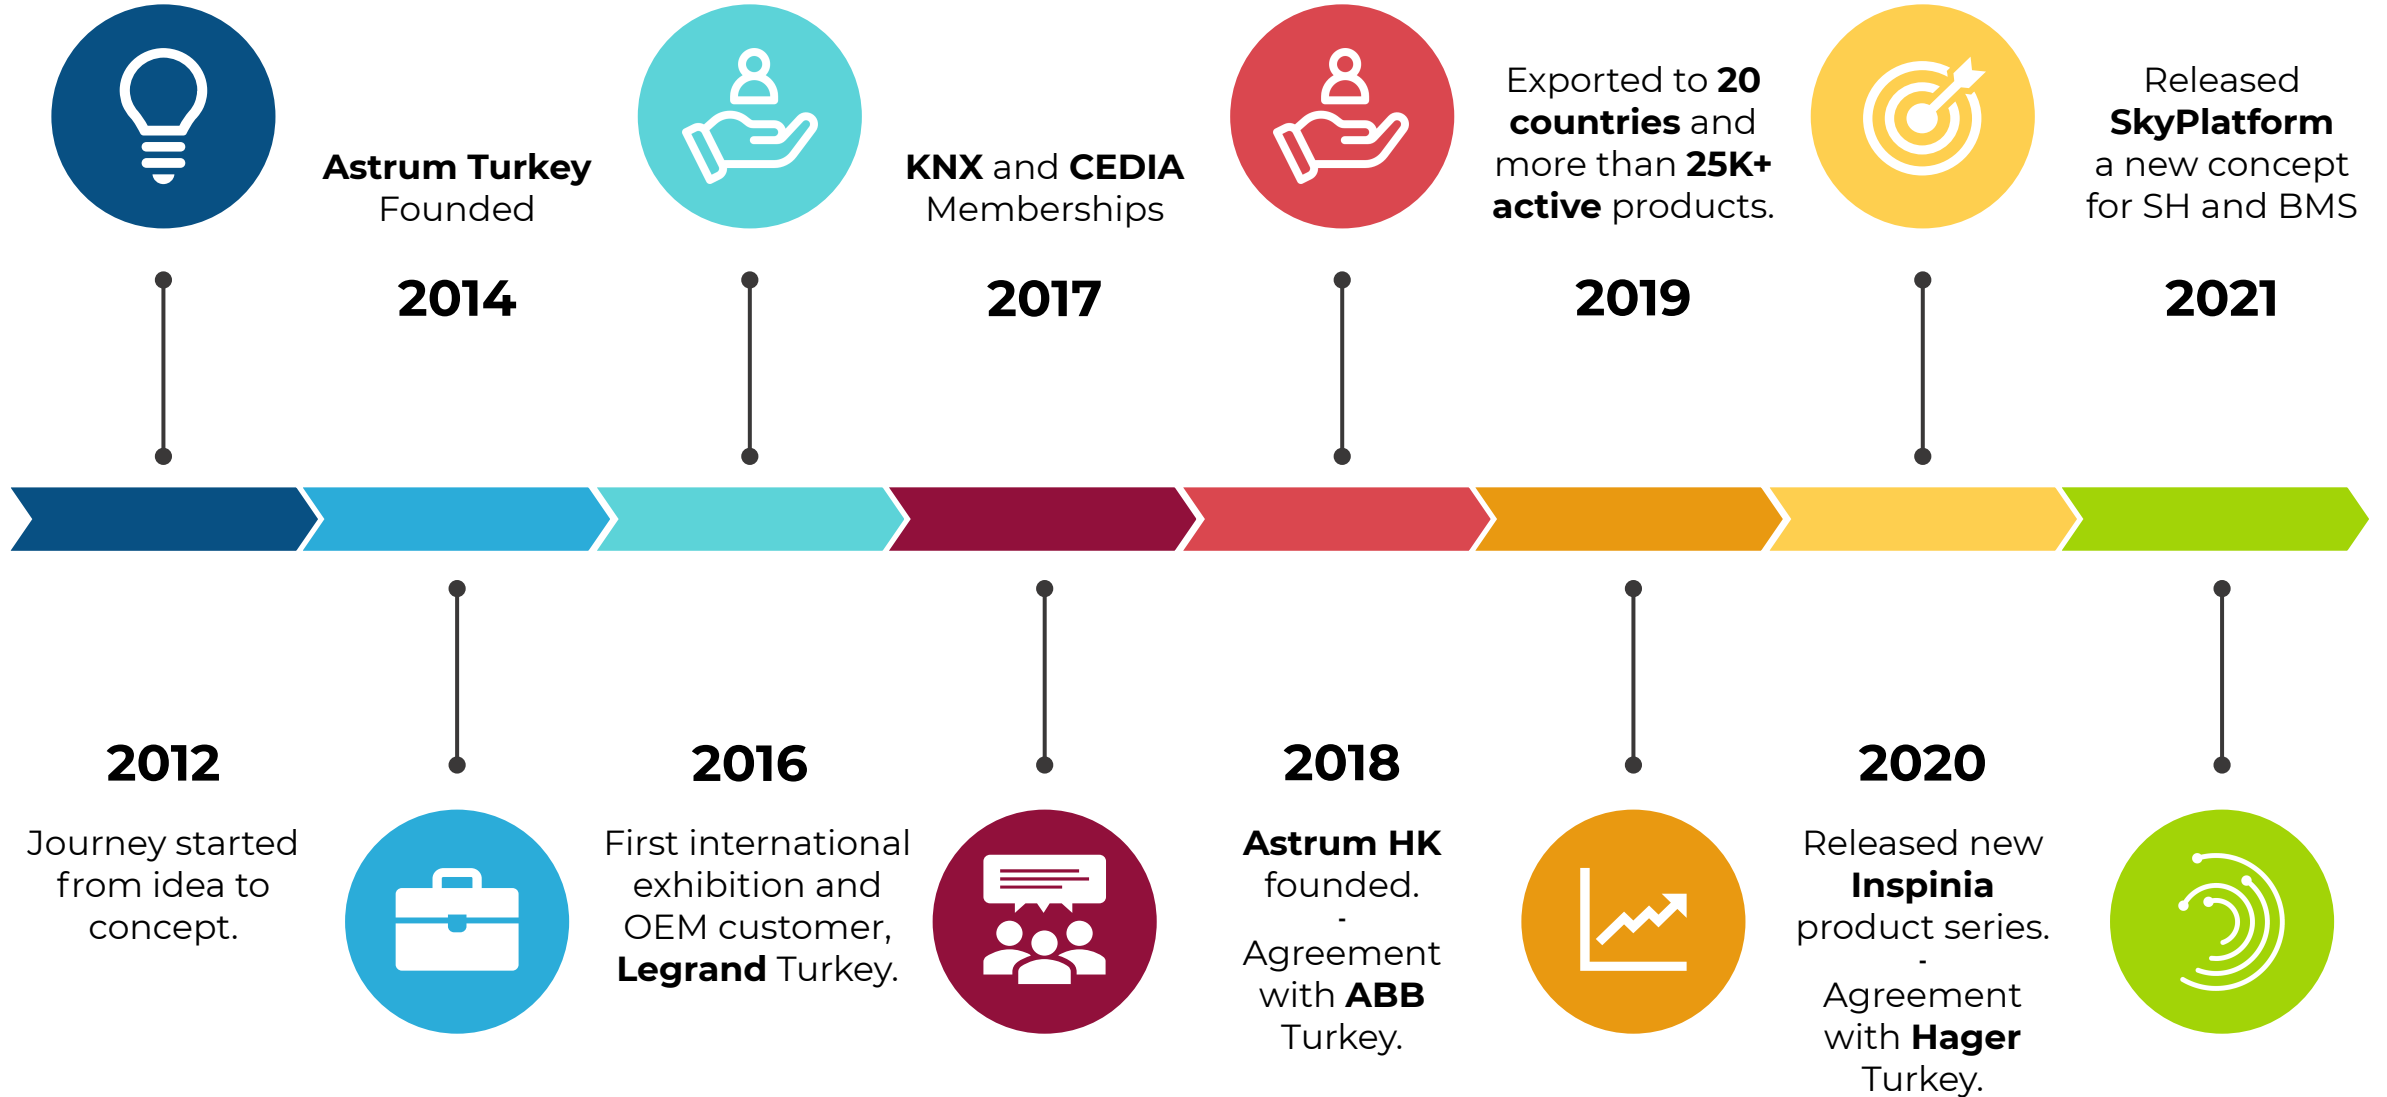 2012
Journey started
from idea to
concept.
Astrum Turkey
Founded
2014
2016
First international
exhibition and
OEM customer,
Legrand Turkey.
KNX and CEDIA
Memberships
2017
2018
Astrum HK
founded.
-
Agreement
with ABB
Turkey.
Exported to 20
countries and
more than 25K+
active products.
2019
2020
Released new
Inspinia
product series.
-
Agreement
with Hager
Turkey.
Released
SkyPlatform
a new concept
for SH and BMS
2021